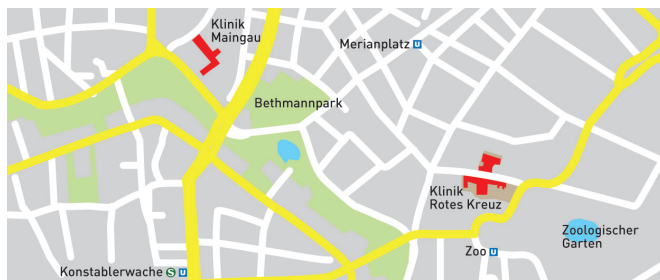 Klinik
Maingau
Merianplatz U
Bethmannpark
Klinik
Rotes Kreuz
Zoologischer
Garten
Zoo U
Konstablerwache S U